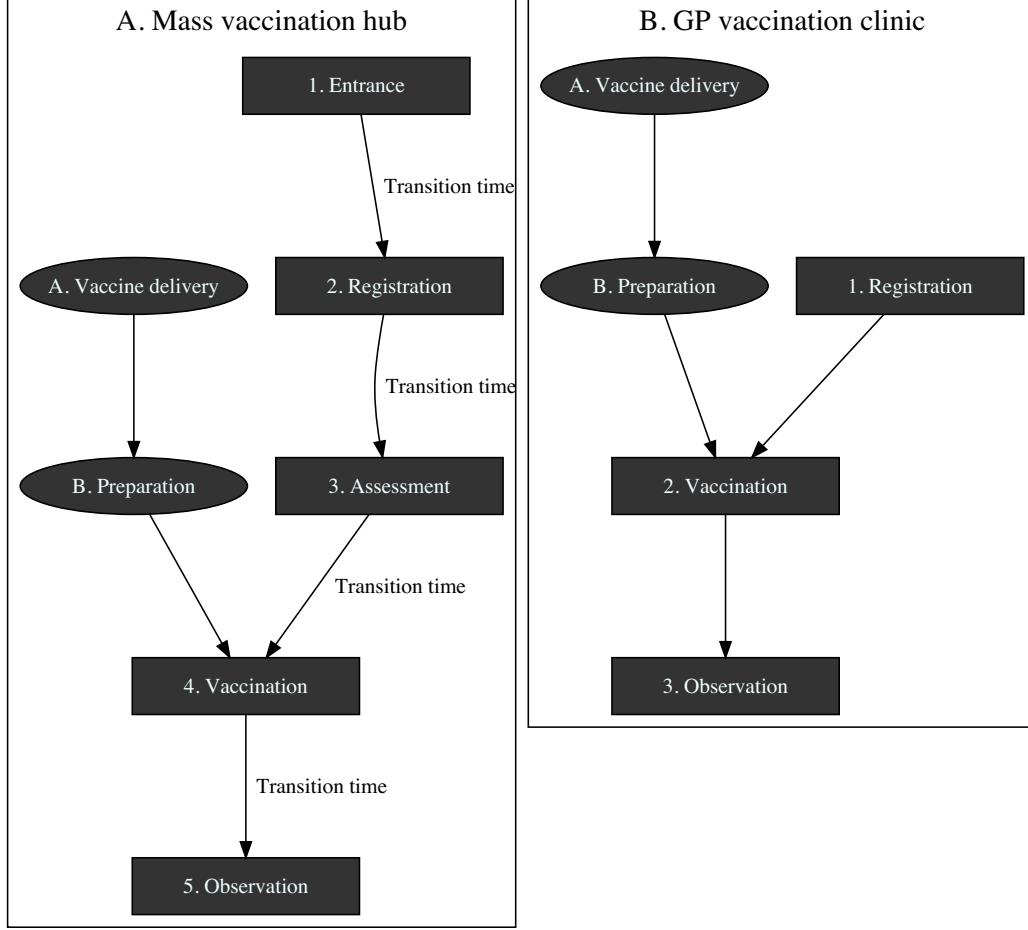 A. Mass vaccination hub
1. Entrance
Transition time
A. Vaccine delivery
2. Registration
Transition time
B. Preparation
3. Assessment
Transition time
4. Vaccination
Transition time
5. Observation
B. GP vaccination clinic
A. Vaccine delivery
B. Preparation
1. Registration
2. Vaccination
3. Observation